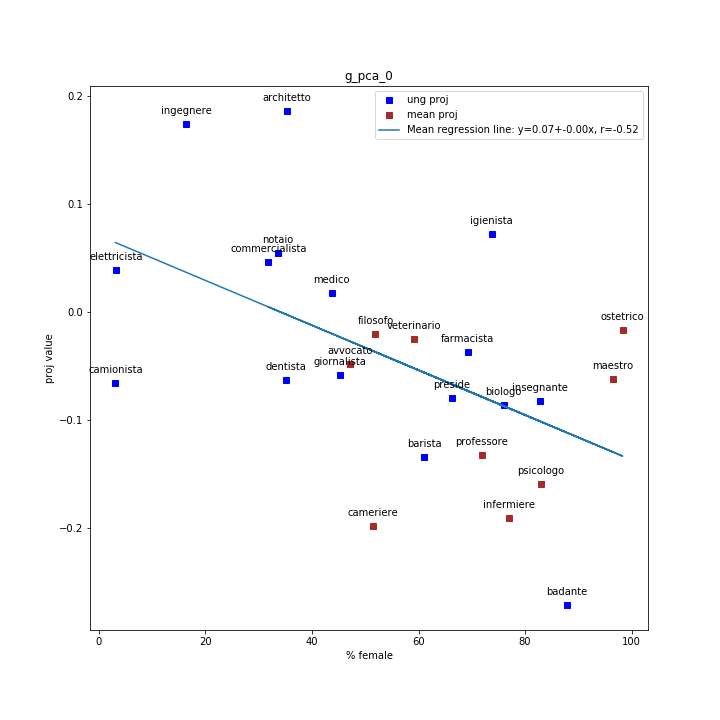 g_pca_0
0.2
0.1
0.0
−0.1
−0.2
proj value
ung proj
mean proj
Mean regression line: y=0.07+-0.00x, r=-0.52
architetto
ingegnere
igienista
notaio
commercialista
elettricista
medico
filosofo
veterinario
ostetrico
farmacista
avvocato
giornalista
camionista
dentista
maestro
preside
biologo
insegnante
barista
professore
psicologo
cameriere
infermiere
badante
0
20
40
60
80
100
% female